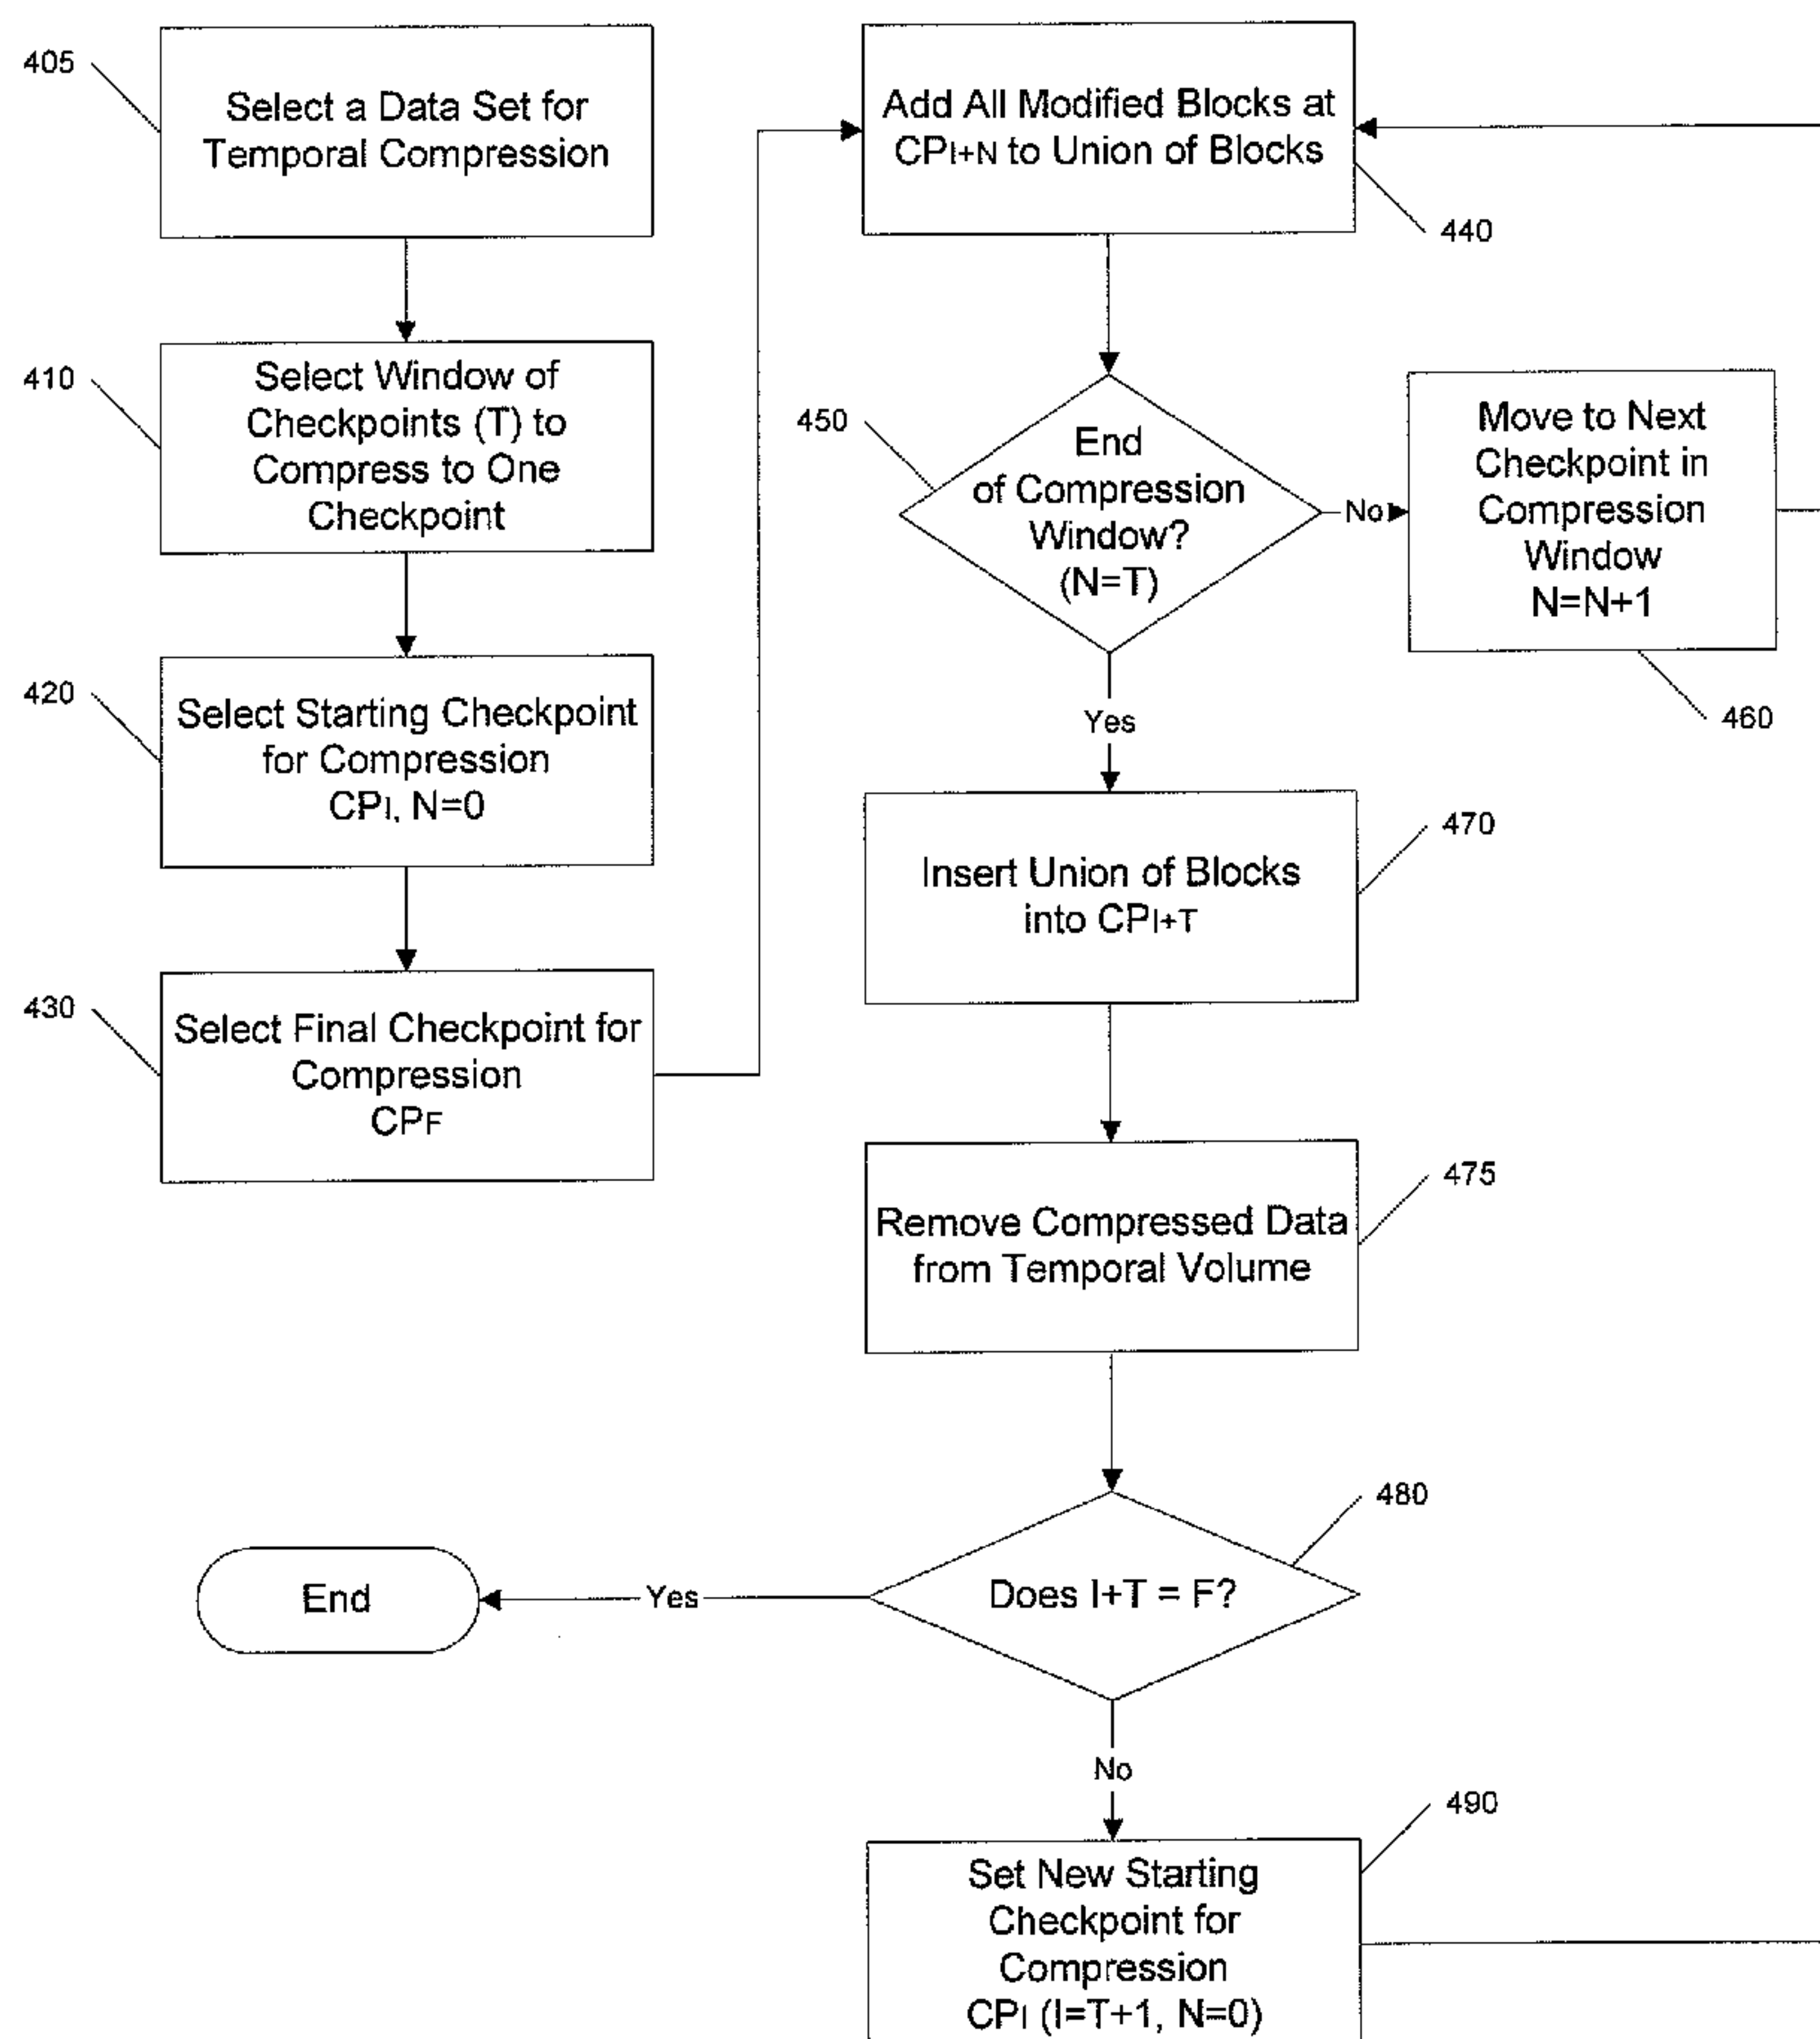 405
Select a Data Set for
Temporal Compression
410
Select Window of
Checkpoints (T) to
Compress to One
Checkpoint
420
Select Starting Checkpoint
for Compression
CPI, N=0
430
Select Final Checkpoint for
Compression
CPF
Add All Modified Blocks at
CPI+N to Union of Blocks
440
450
End
of Compression
Window?
(N=T)
No
Move to Next
Checkpoint in
Compression
Window
N=N+1
460
Yes
470
Insert Union of Blocks
into CPI+T
475
Remove Compressed Data
from Temporal Volume
480
Does I+T = F?
Yes
End
No
490
Set New Starting
Checkpoint for
Compression
CPI (I=T+1, N=0)